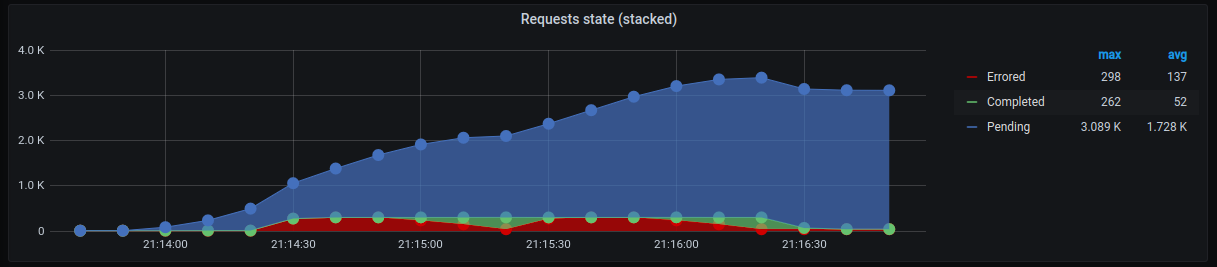 Requests state (stacked)
4.0 K
3.0 K
2.0 K
1.0 K
0
21:14:00 21:14:30 21:15:00 21:15:30 21:16:00 21:16:30
max avg
Errored 298 137
Completed 262 52
Pending 3.089 K 1.728 K